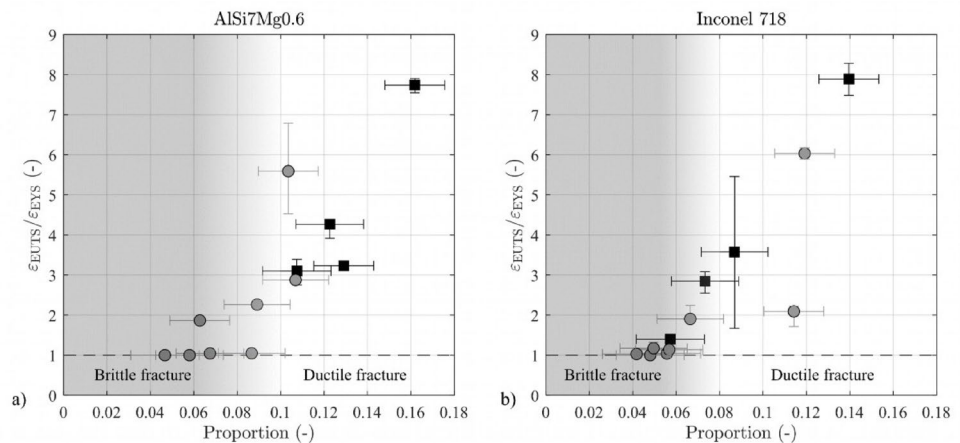 AlSi7Mg0.6
9
8
7
6
5
4
3
2
1
0
εEUTS/εEYS (-)
Brittle fracture
Ductile fracture
0 0.02 0.04 0.06 0.08 0.1 0.12 0.14 0.16 0.18
Proportion (-)
a)
Inconel 718
9
8
7
6
5
4
3
2
1
0
εEUTS/εEYS (-)
Brittle fracture
Ductile fracture
0 0.02 0.04 0.06 0.08 0.1 0.12 0.14 0.16 0.18
Proportion (-)
b)